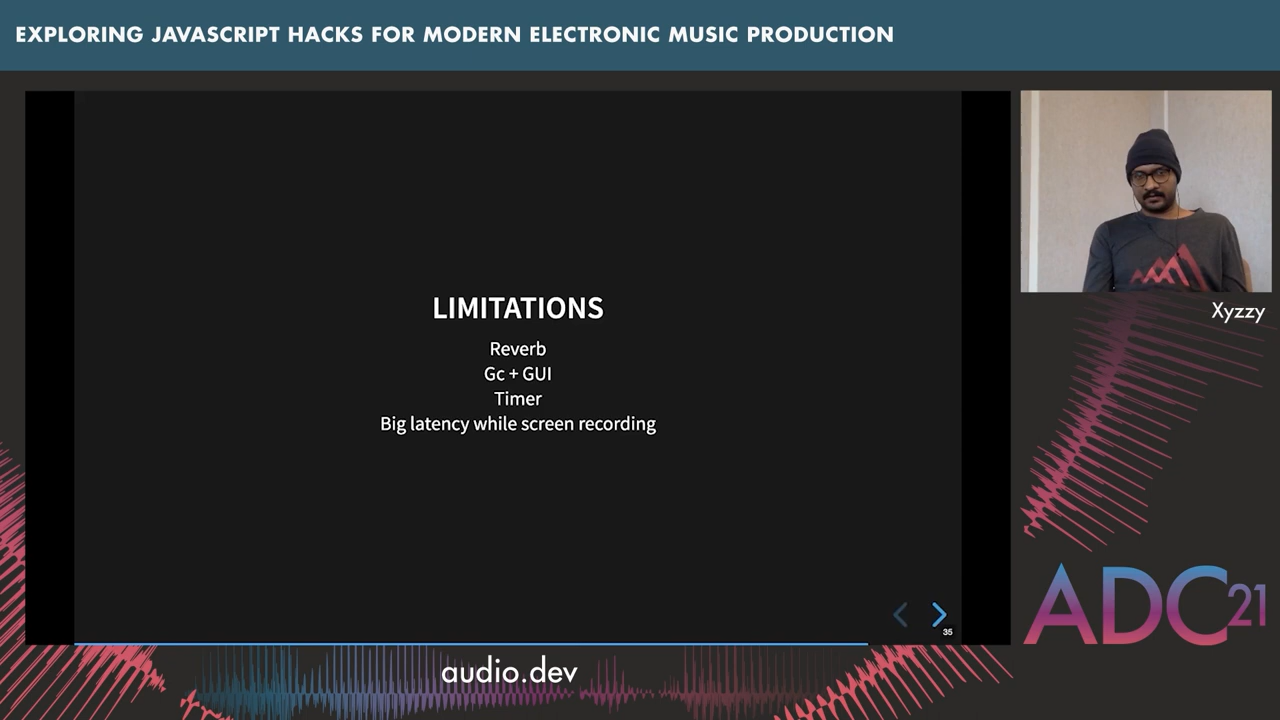 EXPLORING JAVASCRIPT HACKS FOR MODERN ELECTRONIC MUSIC PRODUCTION
LIMITATIONS
Reverb
Gc + GUI
Timer
Big latency while screen recording
35
Xyzzy
ADC21
audio.dev